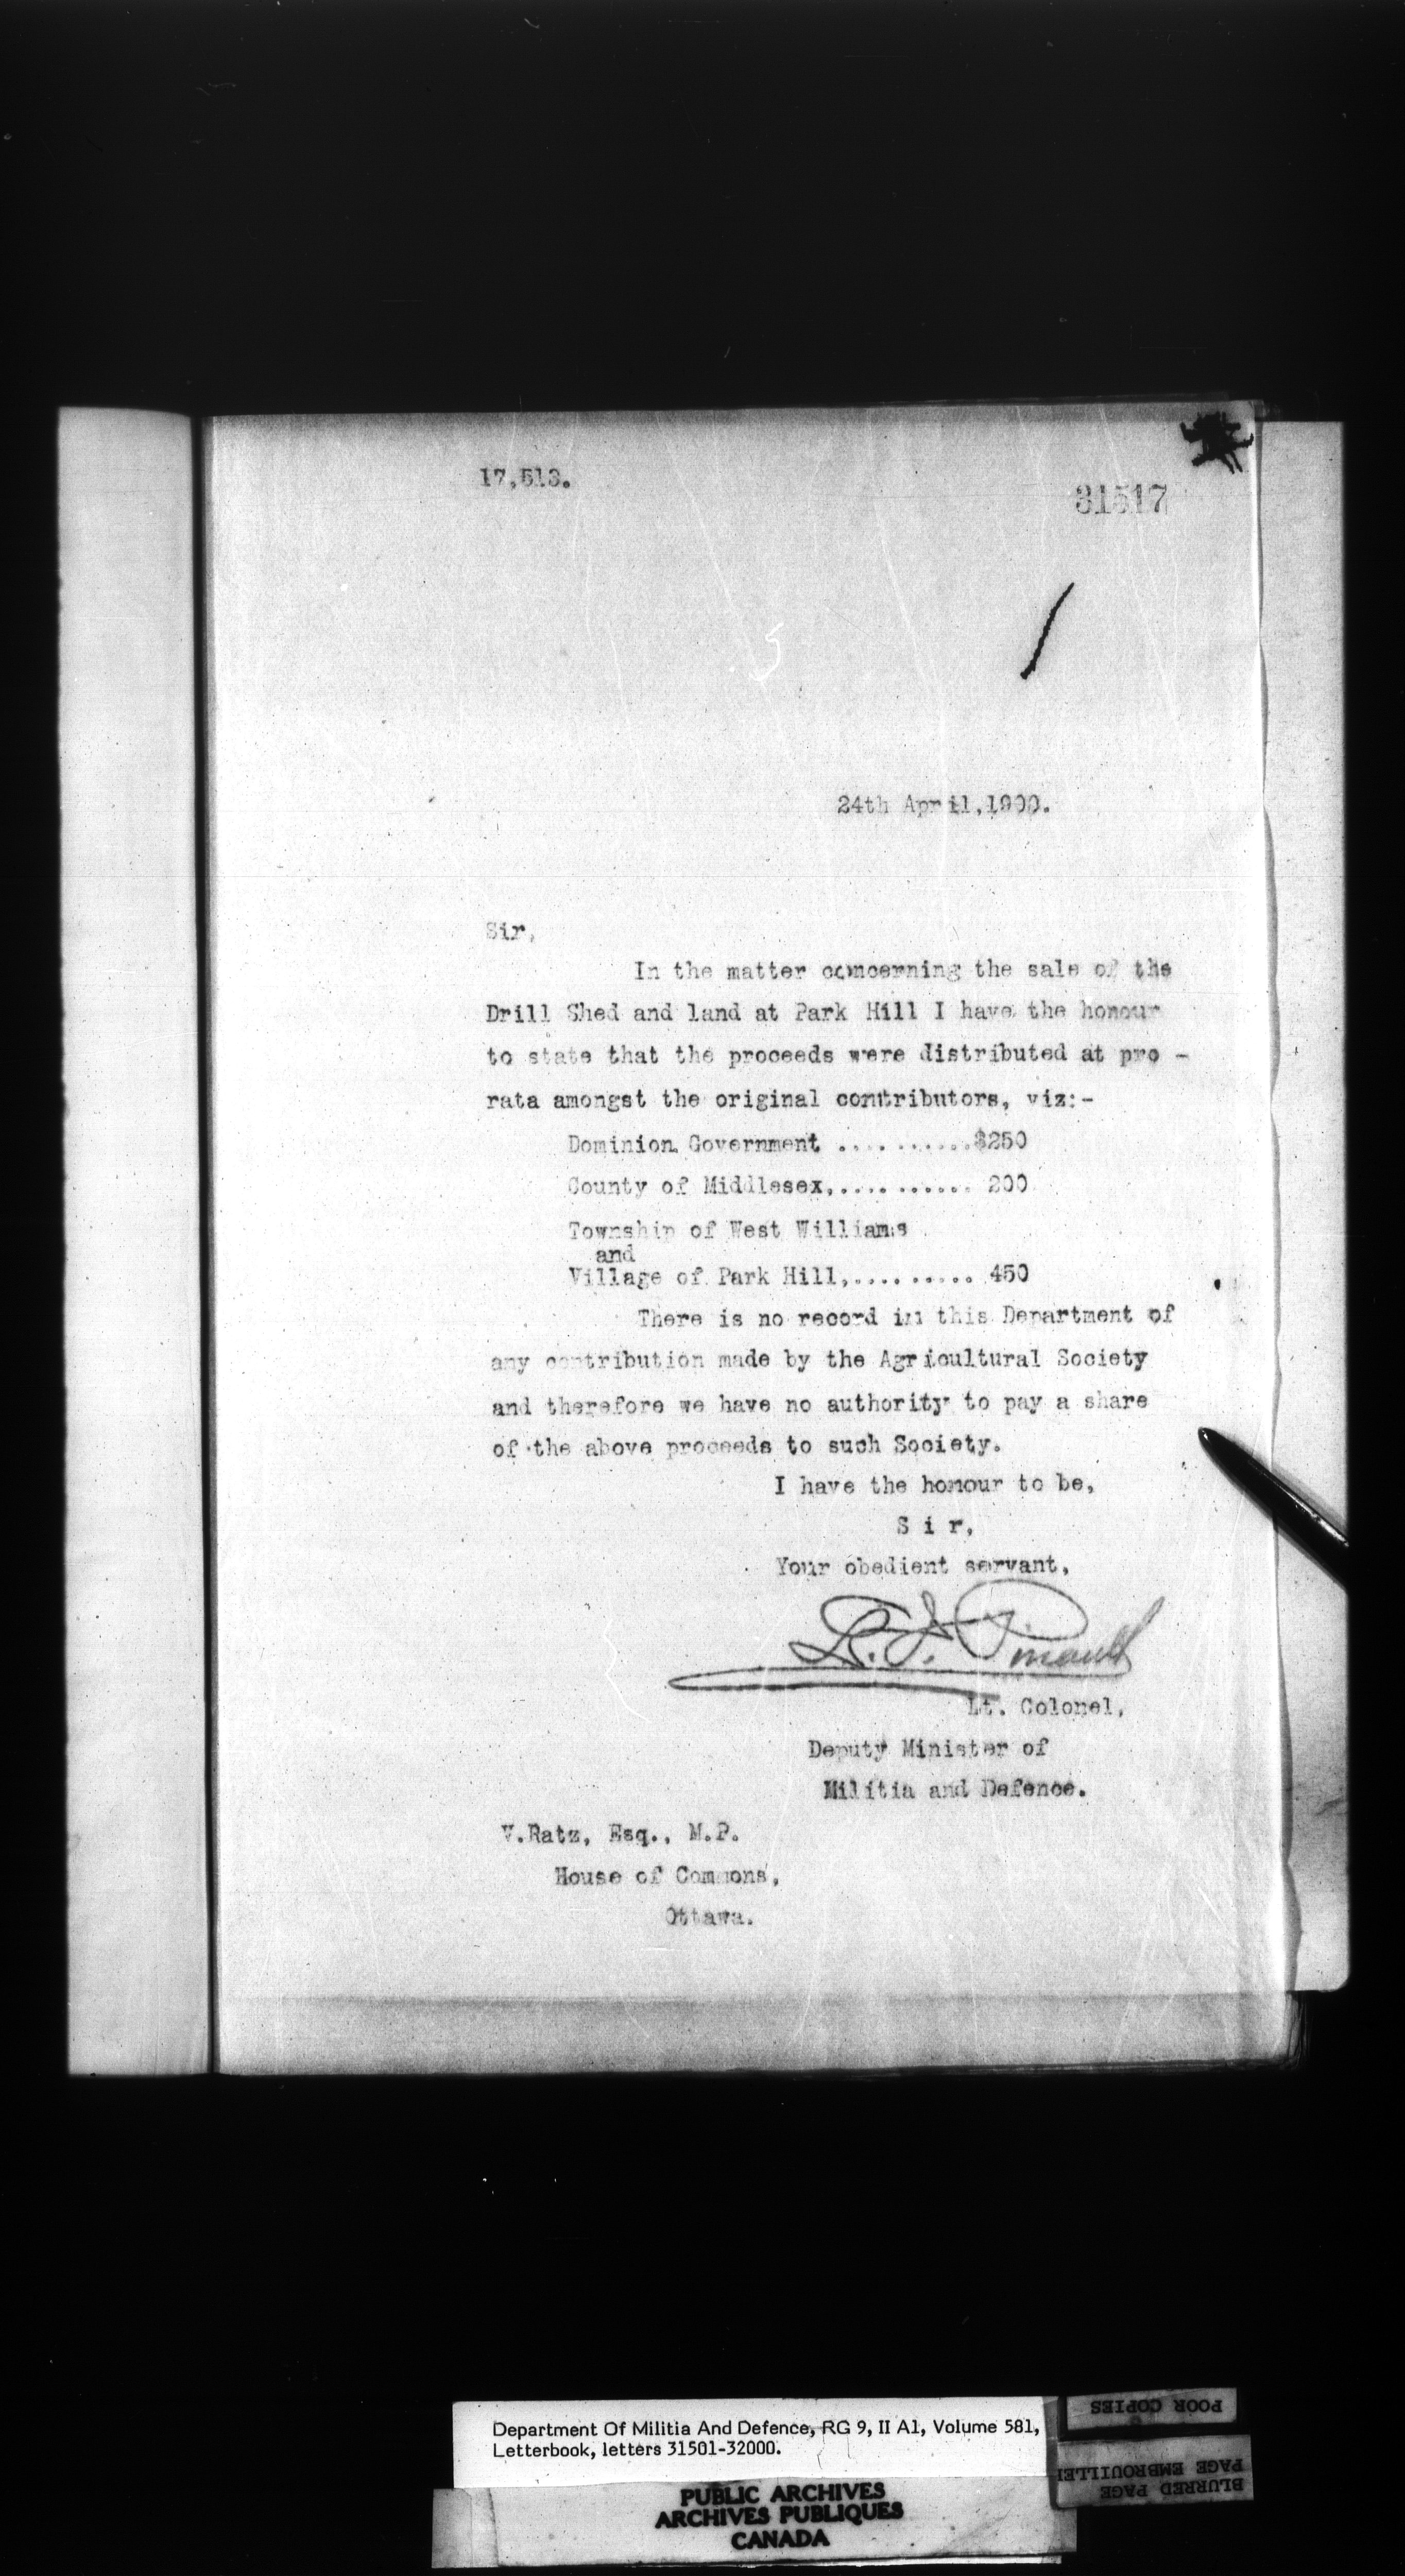 17,513.
31517
24th April, 1900.
Sir,
In the matter concerning the sale of the
Drill Shed and land at Park Hill I have the honour
to state that the proceeds were distributed at pro -
rata amongst the original contributors, viz:-
Dominion Government ..........$250
County of Middlesex,........... 200
Township of West Williams
and
Village of Park Hill,.......... 450
There is no record in this Department of
any contribution made by the Agricultural Society
and therefore we have no authority to pay a share
of the above proceeds to such Society.
I have the honour to be,
S i r,
Your obedient servant,
L. F. Pinault
Lt. Colonel,
Deputy Minister of
Militia and Defence.
V.Ratz, Esq., M.P.
House of Commons,
Ottawa.
Department Of Militia And Defence, RG 9, II A1, Volume 581,
Letterbook, letters 31501-32000.
POOR COPIES
BLURRED PAGE
PAGE EMBROUILLEE
PUBLIC ARCHIVES
ARCHIVES PUBLIQUES
CANADA